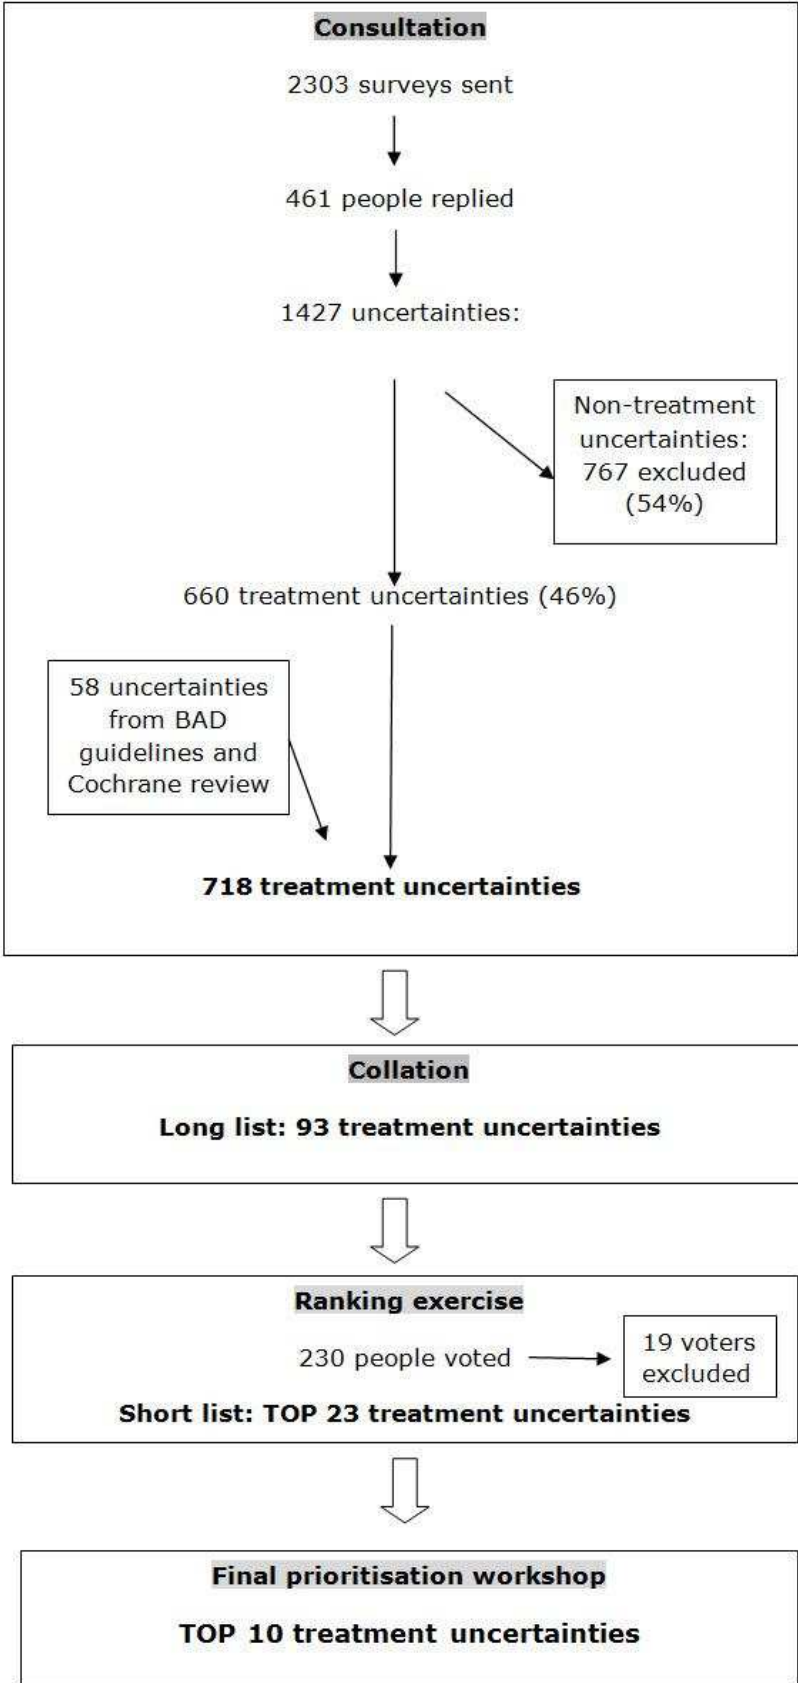 Consultation
2303 surveys sent
461 people replied
1427 uncertainties:
Non-treatment
uncertainties:
767 excluded
(54%)
660 treatment uncertainties (46%)
58 uncertainties
from BAD
guidelines and
Cochrane review
718 treatment uncertainties
Collation
Long list: 93 treatment uncertainties
Ranking exercise
230 people voted
19 voters
excluded
Short list: TOP 23 treatment uncertainties
Final prioritisation workshop
TOP 10 treatment uncertainties